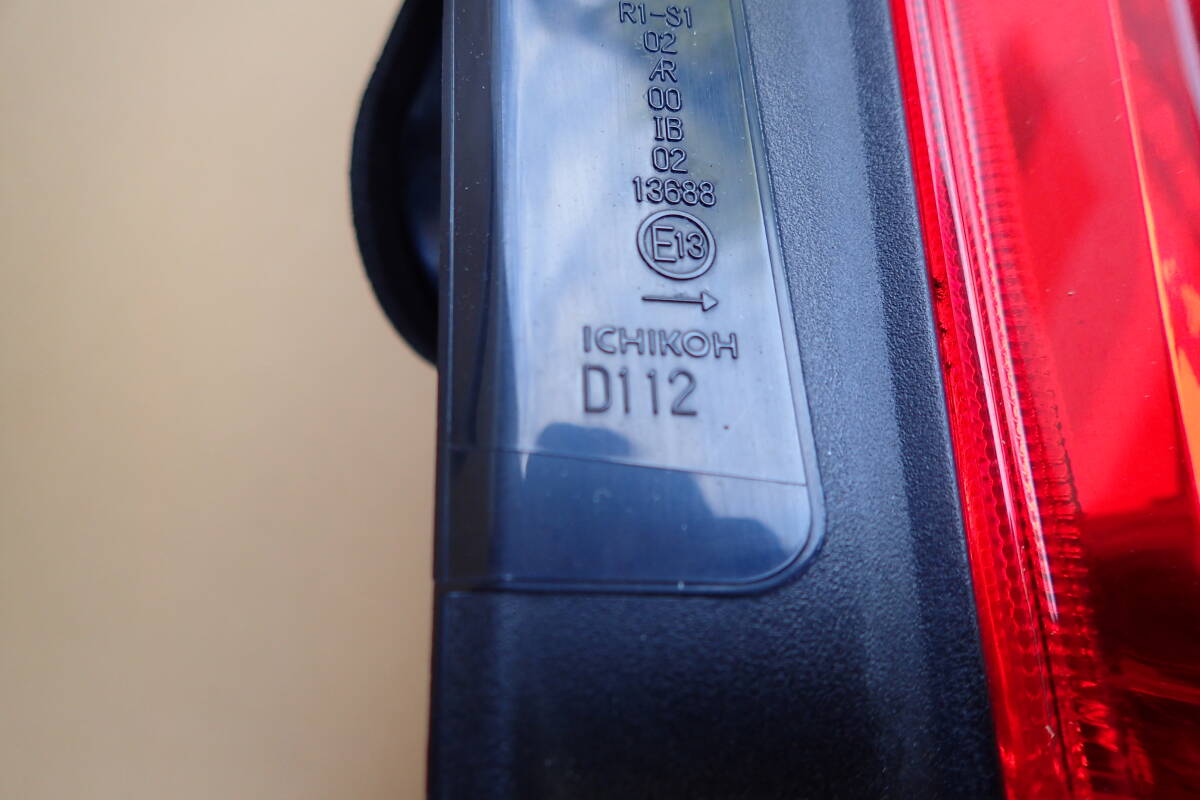 R1-S1
02
AR
00
IB
02
13688
E13
→
ICHIKOH
D112